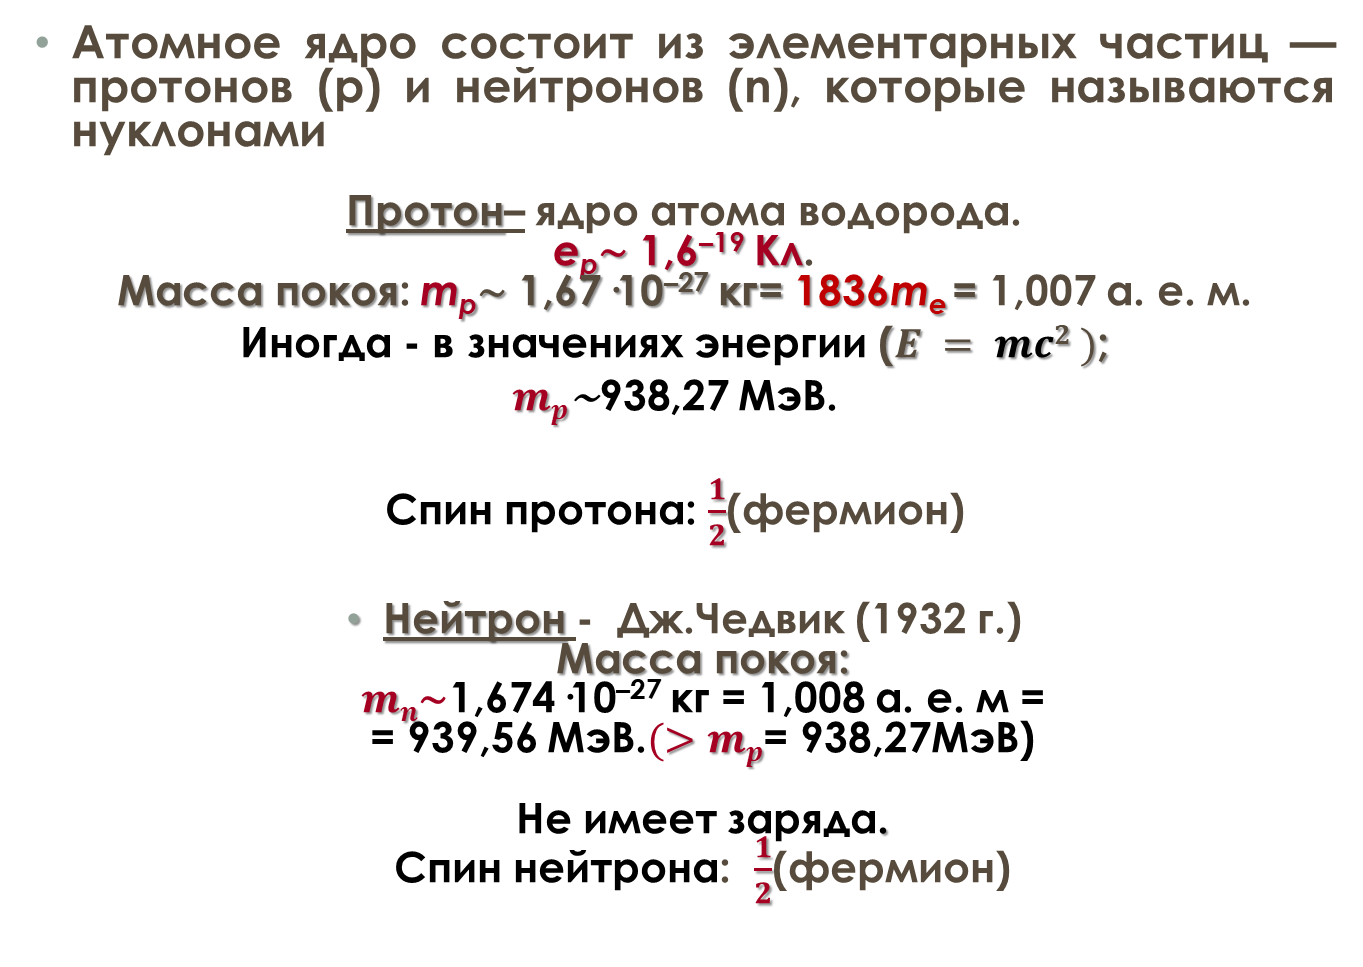 • Атомное ядро состоит из элементарных частиц —
протонов (p) и нейтронов (n), которые называются
нуклонами
Протон– ядро атома водорода.
eₚ~ 1,6⁻¹⁹ Кл.
Масса покоя: mₚ~ 1,67 ·10⁻²⁷ кг= 1836mₑ = 1,007 а. е. м.
Иногда - в значениях энергии (E = mc² );
mₚ~938,27 МэВ.
Спин протона: 1/2(фермион)
• Нейтрон - Дж.Чедвик (1932 г.)
Масса покоя:
mₙ~1,674 ·10⁻²⁷ кг = 1,008 а. е. м =
= 939,56 МэВ.(> mₚ= 938,27МэВ)
Не имеет заряда.
Спин нейтрона: 1/2(фермион)